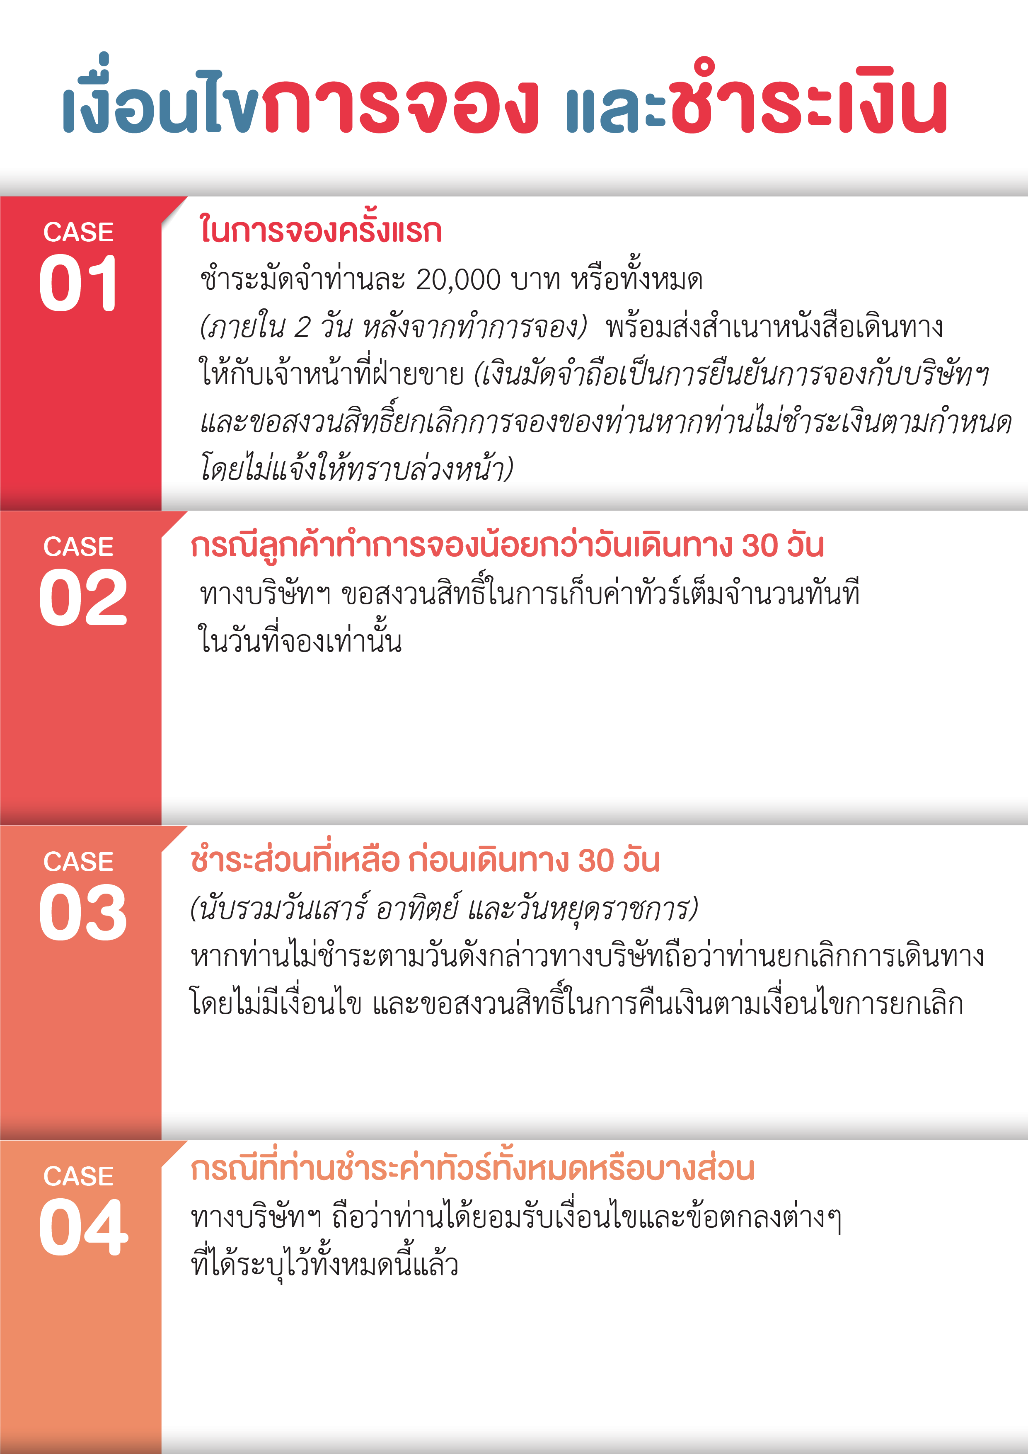 เงื่อนไขการจอง และชำระเงิน
CASE
01
ในการจองครั้งแรก
ชำระมัดจำท่านละ 20,000 บาท หรือทั้งหมด
(ภายใน 2 วัน หลังจากทำการจอง) พร้อมส่งสำเนาหนังสือเดินทาง
ให้กับเจ้าหน้าที่ฝ่ายขาย (เงินมัดจำถือเป็นการยืนยันการจองกับบริษัทฯ
และขอสงวนสิทธิ์ยกเลิกการจองของท่านหากท่านไม่ชำระเงินตามกำหนด
โดยไม่แจ้งให้ทราบล่วงหน้า)
CASE
02
กรณีลูกค้าทำการจองน้อยกว่าวันเดินทาง 30 วัน
ทางบริษัทฯ ขอสงวนสิทธิ์ในการเก็บค่าทัวร์เต็มจำนวนทันที
ในวันที่จองเท่านั้น
CASE
03
ชำระส่วนที่เหลือ ก่อนเดินทาง 30 วัน
(นับรวมวันเสาร์ อาทิตย์ และวันหยุดราชการ)
หากท่านไม่ชำระตามวันดังกล่าวทางบริษัทถือว่าท่านยกเลิกการเดินทาง
โดยไม่มีเงื่อนไข และขอสงวนสิทธิ์ในการคืนเงินตามเงื่อนไขการยกเลิก
CASE
04
กรณีที่ท่านชำระค่าทัวร์ทั้งหมดหรือบางส่วน
ทางบริษัทฯ ถือว่าท่านได้ยอมรับเงื่อนไขและข้อตกลงต่างๆ
ที่ได้ระบุไว้ทั้งหมดนี้แล้ว